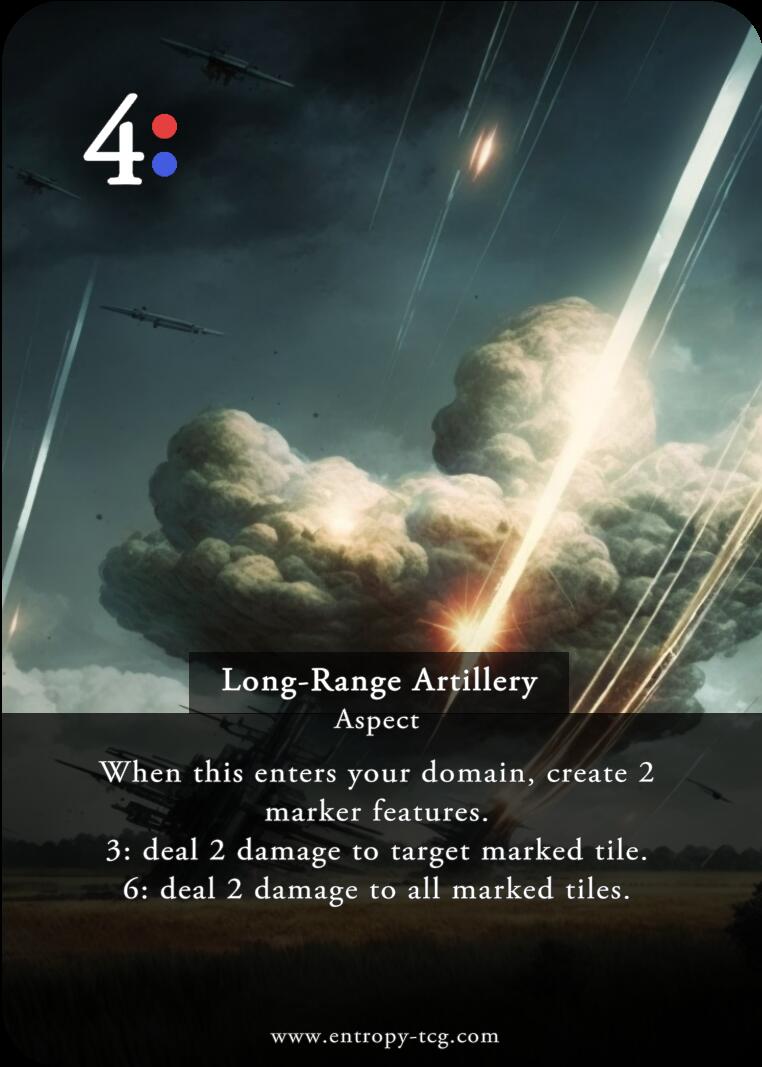 4
Long-Range Artillery
Aspect
When this enters your domain, create 2
marker features.
3: deal 2 damage to target marked tile.
6: deal 2 damage to all marked tiles.
www.entropy-tcg.com